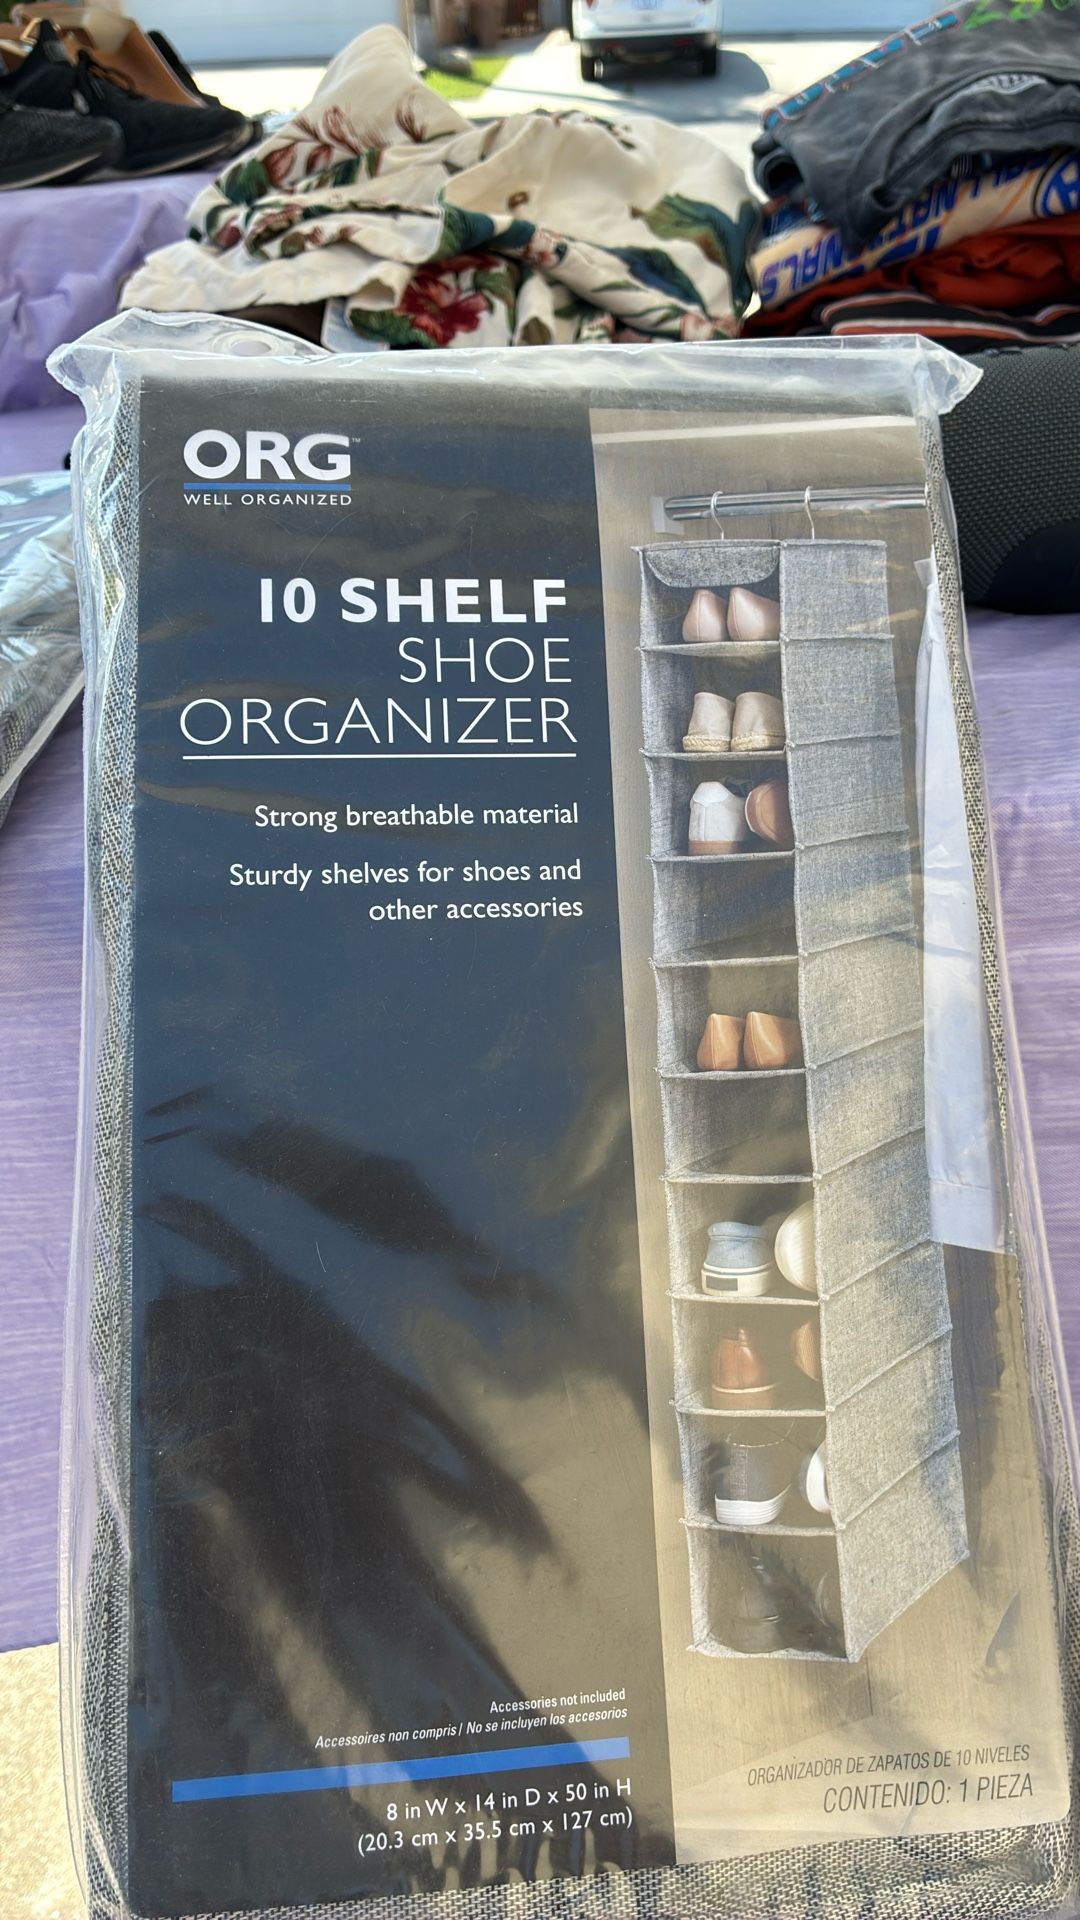 ORG™
WELL ORGANIZED
10 SHELF
SHOE
ORGANIZER
Strong breathable material
Sturdy shelves for shoes and
other accessories
Accessories not included
Accessoires non compris / No se incluyen los accesorios
8 in W x 14 in D x 50 in H
(20.3 cm x 35.5 cm x 127 cm)
ORGANIZADOR DE ZAPATOS DE 10 NIVELES
CONTENIDO: 1 PIEZA